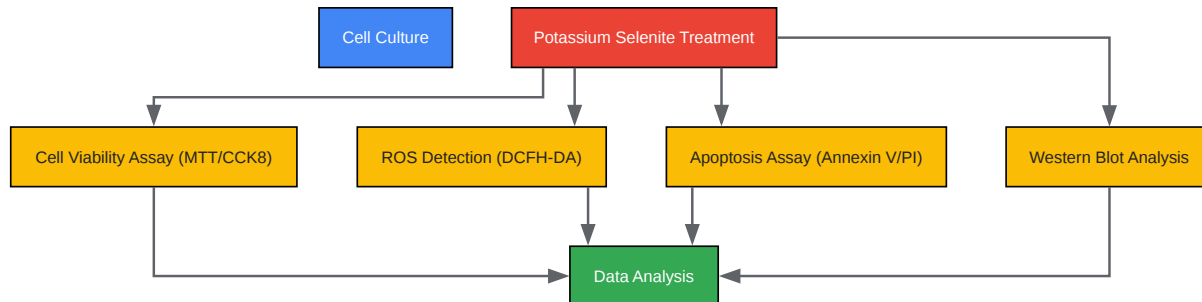 Cell Culture
Potassium Selenite Treatment
Cell Viability Assay (MTT/CCK8)
ROS Detection (DCFH-DA)
Apoptosis Assay (Annexin V/PI)
Western Blot Analysis
Data Analysis